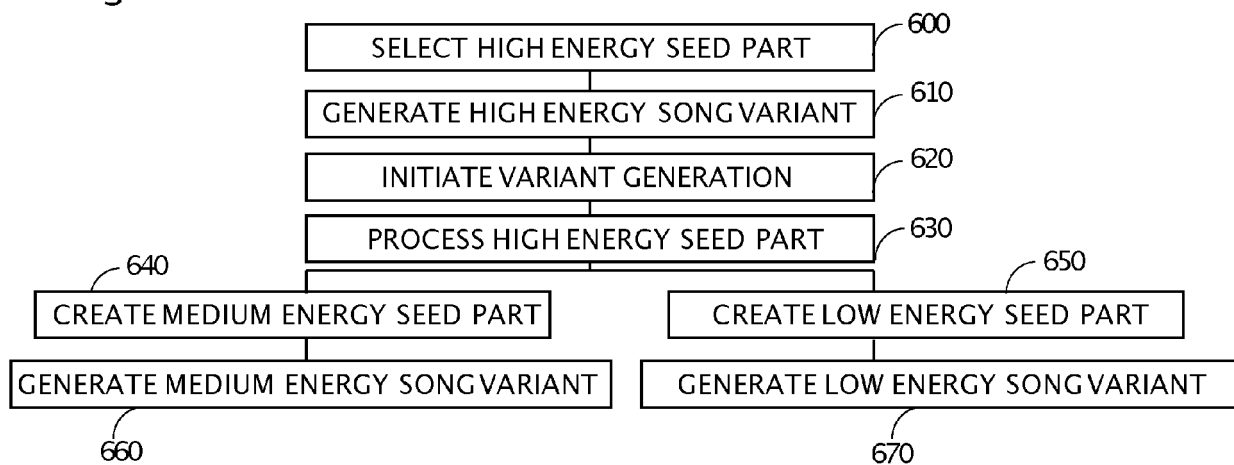 SELECT HIGH ENERGY SEED PART
600
GENERATE HIGH ENERGY SONG VARIANT
610
INITIATE VARIANT GENERATION
620
PROCESS HIGH ENERGY SEED PART
630
640
650
CREATE MEDIUM ENERGY SEED PART
CREATE LOW ENERGY SEED PART
GENERATE MEDIUM ENERGY SONG VARIANT
GENERATE LOW ENERGY SONG VARIANT
660
670